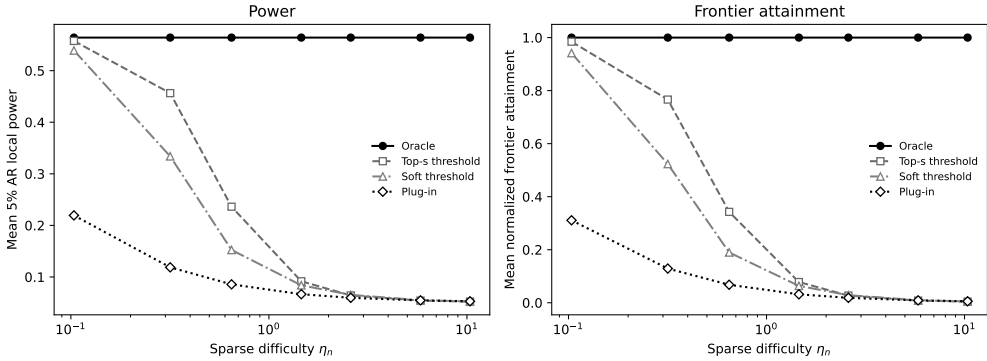 Power
Mean 5% AR local power
0.5
0.4
0.3
0.2
0.1
Oracle
Top-s threshold
Soft threshold
Plug-in
10⁻¹
10⁰
10¹
Sparse difficulty ηₙ
Frontier attainment
Mean normalized frontier attainment
1.0
0.8
0.6
0.4
0.2
0.0
Oracle
Top-s threshold
Soft threshold
Plug-in
10⁻¹
10⁰
10¹
Sparse difficulty ηₙ